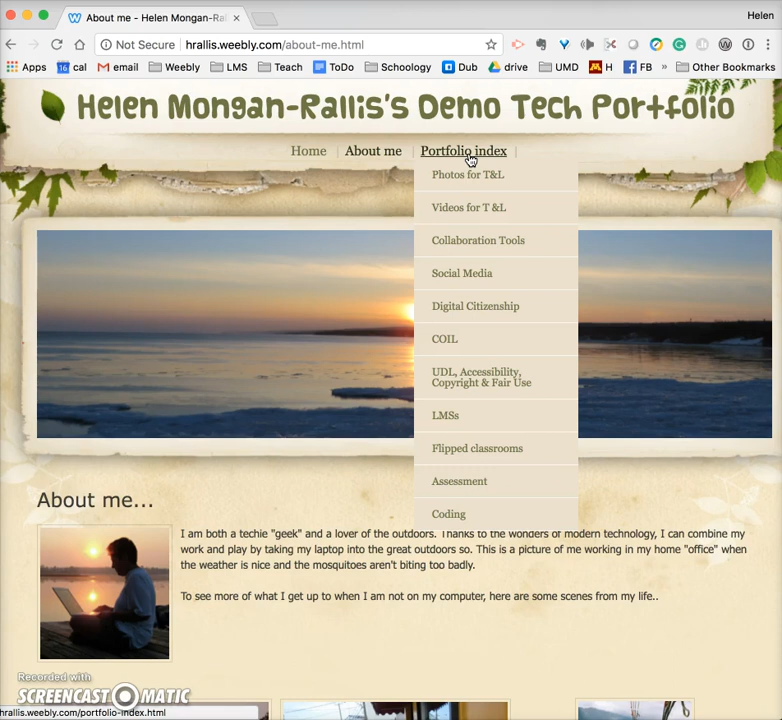 About me - Helen Mongan-Ral
Helen
Not Secure hrallis.weebly.com/about-me.html
Apps 16 cal email Weebly LMS Teach ToDo Schoology Dub drive UMD H FB » Other Bookmarks
Helen Mongan-Rallis's Demo Tech Portfolio
Home About me Portfolio index
Photos for T&L
Videos for T &L
Collaboration Tools
Social Media
Digital Citizenship
COIL
UDL, Accessibility,
Copyright & Fair Use
LMSs
Flipped classrooms
Assessment
Coding
About me...
I am both a techie "geek" and a lover of the outdoors. Thanks to the wonders of modern technology, I can combine my
work and play by taking my laptop into the great outdoors so. This is a picture of me working in my home "office" when
the weather is nice and the mosquitoes aren't biting too badly.
To see more of what I get up to when I am not on my computer, here are some scenes from my life..
Recorded with
SCREENCAST-O-MATIC
hrallis.weebly.com/portfolio-index.html